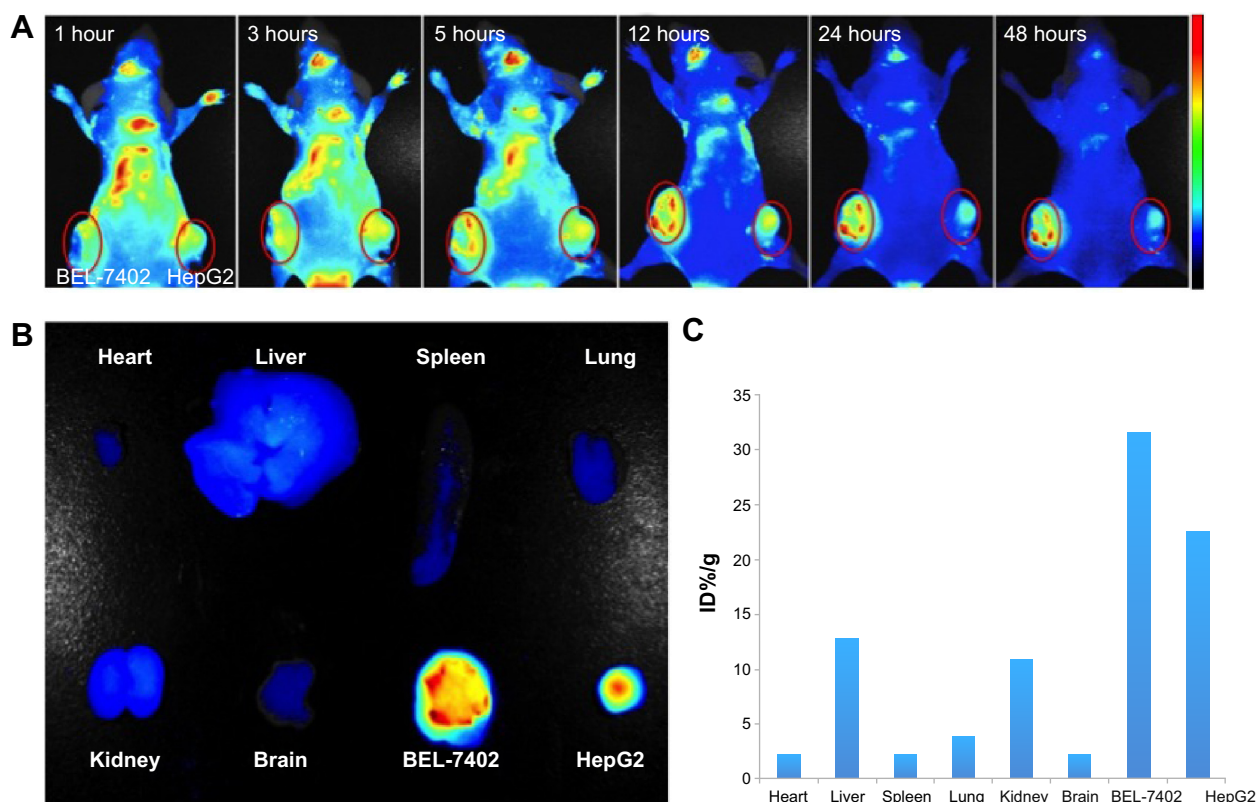 A
1 hour
3 hours
5 hours
12 hours
24 hours
48 hours
BEL-7402
HepG2
B
Heart
Liver
Spleen
Lung
Kidney
Brain
BEL-7402
HepG2
C
ID%/g
35
30
25
20
15
10
5
0
Heart
Liver
Spleen
Lung
Kidney
Brain
BEL-7402
HepG2